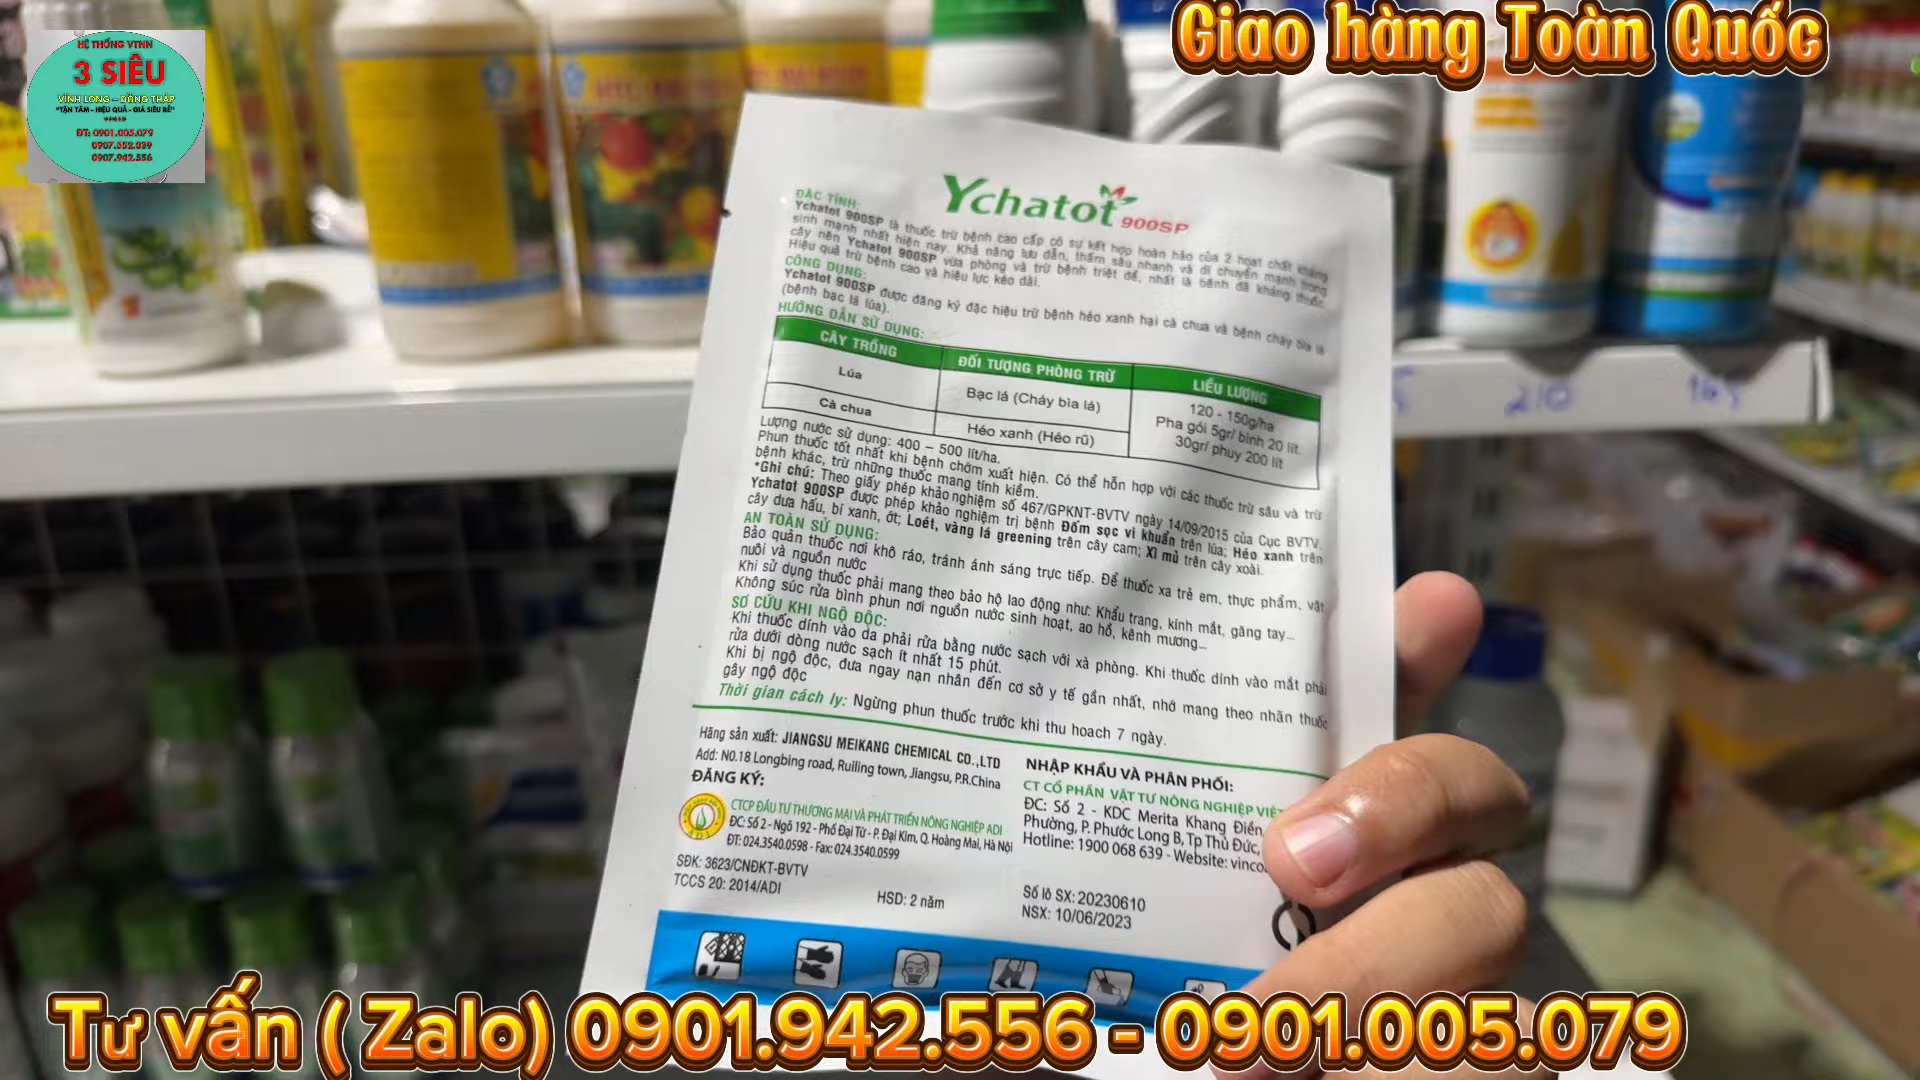 Giao hàng Toàn Quốc
HỆ THỐNG VTNN
3 SIÊU
VĨNH LONG – ĐỒNG THÁP
"TẬN TÂM - HIỆU QUẢ - GIÁ SIÊU RẺ"
*****
ĐT: 0901.005.079
0907.552.039
0907.942.556
Ychatot 900SP
ĐẶC TÍNH:
Ychatot 900SP là thuốc trừ bệnh cao cấp có sự kết hợp hoàn hảo của 2 hoạt chất kháng
sinh mạnh nhất hiện nay. Khả năng lưu dẫn, thấm sâu nhanh và di chuyển mạnh trong
cây nên Ychatot 900SP vừa phòng và trừ bệnh triệt để, nhất là bệnh đã kháng thuốc.
Hiệu quả trừ bệnh cao và hiệu lực kéo dài.
CÔNG DỤNG:
Ychatot 900SP được đăng ký đặc hiệu trừ bệnh héo xanh hại cà chua và bệnh cháy bìa lá
(bệnh bạc lá lúa).
HƯỚNG DẪN SỬ DỤNG:
CÂY TRỒNG ĐỐI TƯỢNG PHÒNG TRỪ LIỀU LƯỢNG
Lúa Bạc lá (Cháy bìa lá) 120 - 150g/ha
Pha gói 5gr/ bình 20 lít.
Cà chua Héo xanh (Héo rũ) 30gr/ phuy 200 lít
Lượng nước sử dụng: 400 – 500 lít/ha.
Phun thuốc tốt nhất khi bệnh chớm xuất hiện. Có thể hỗn hợp với các thuốc trừ sâu và trừ
bệnh khác, trừ những thuốc mang tính kiềm.
*Ghi chú: Theo giấy phép khảo nghiệm số 467/GPKNT-BVTV ngày 14/09/2015 của Cục BVTV,
Ychatot 900SP được phép khảo nghiệm trị bệnh Đốm sọc vi khuẩn trên lúa; Héo xanh trên
cây dưa hấu, bí xanh, ớt; Loét, vàng lá greening trên cây cam; Xì mủ trên cây xoài.
AN TOÀN SỬ DỤNG:
Bảo quản thuốc nơi khô ráo, tránh ánh sáng trực tiếp. Để thuốc xa trẻ em, thực phẩm, vật
nuôi và nguồn nước
Khi sử dụng thuốc phải mang theo bảo hộ lao động như: Khẩu trang, kính mắt, găng tay...
Không súc rửa bình phun nơi nguồn nước sinh hoạt, ao hồ, kênh mương...
SƠ CỨU KHI NGỘ ĐỘC:
Khi thuốc dính vào da phải rửa bằng nước sạch với xà phòng. Khi thuốc dính vào mắt phải
rửa dưới dòng nước sạch ít nhất 15 phút.
Khi bị ngộ độc, đưa ngay nạn nhân đến cơ sở y tế gần nhất, nhớ mang theo nhãn thuốc
gây ngộ độc
Thời gian cách ly: Ngừng phun thuốc trước khi thu hoạch 7 ngày.
Hãng sản xuất: JIANGSU MEIKANG CHEMICAL CO.,LTD
Add: N0.18 Longbing road, Ruiling town, Jiangsu, P.R.China
ĐĂNG KÝ:
CTCP ĐẦU TƯ THƯƠNG MẠI VÀ PHÁT TRIỂN NÔNG NGHIỆP ADI
ĐC: Số 2 - Ngõ 192 - Phố Đại Từ - P. Đại Kim, Q. Hoàng Mai, Hà Nội
ĐT: 024.3540.0598 - Fax: 024.3540.0599
SĐK: 3623/CNĐKT-BVTV
TCCS 20: 2014/ADI
HSD: 2 năm
NHẬP KHẨU VÀ PHÂN PHỐI:
CT CỔ PHẦN VẬT TƯ NÔNG NGHIỆP VIỆT
ĐC: Số 2 - KDC Merita Khang Điền,
Phường, P. Phước Long B, Tp Thủ Đức,
Hotline: 1900 068 639 - Website: vinco
Số lô SX: 20230610
NSX: 10/06/2023
210
165
Tư vấn ( Zalo) 0901.942.556 - 0901.005.079